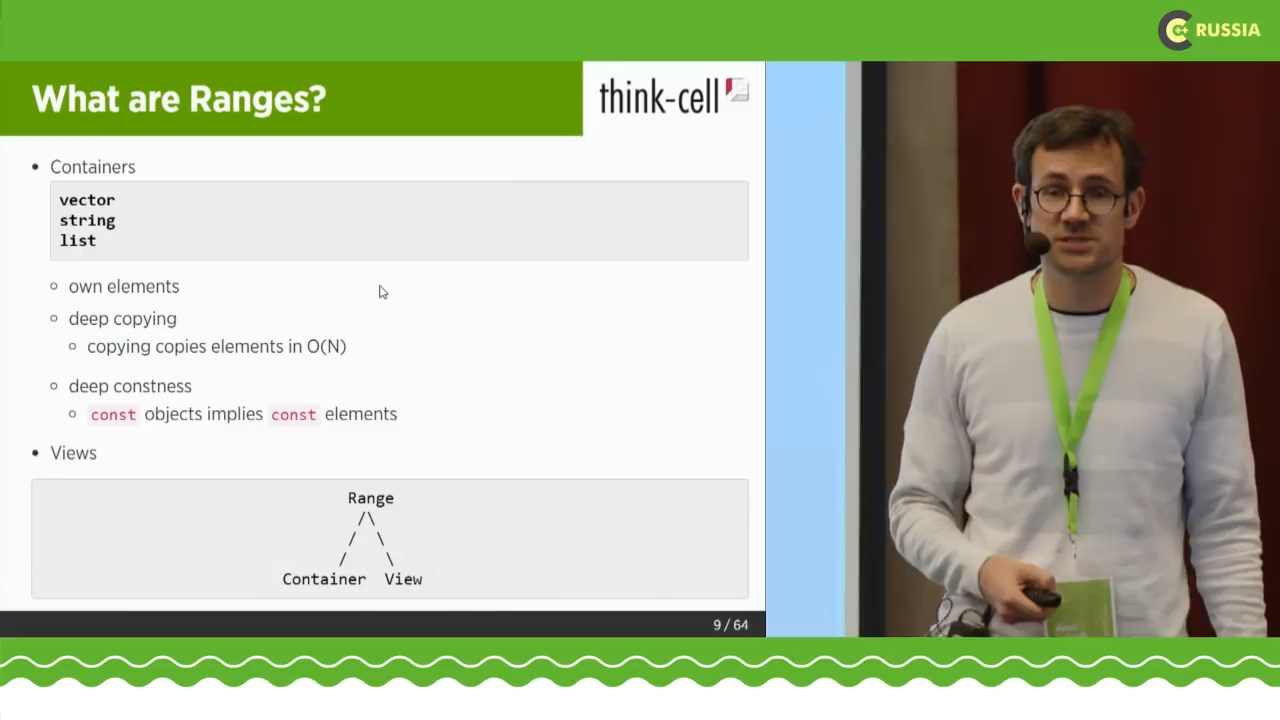 C++ RUSSIA
What are Ranges?
think-cell
• Containers
vector
string
list
own elements
deep copying
copying copies elements in O(N)
deep constness
const objects implies const elements
• Views
Range
/\
/ \
/ \
Container View
9 / 64